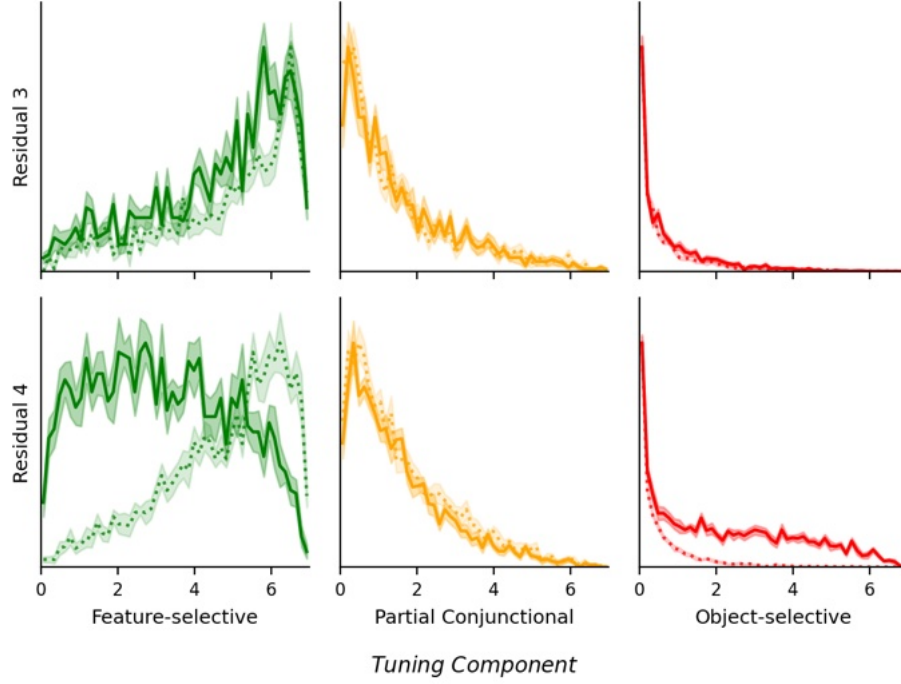 Residual 3
Residual 4
0 2 4 6
0 2 4 6
0 2 4 6
Feature-selective
Partial Conjunctional
Object-selective
Tuning Component